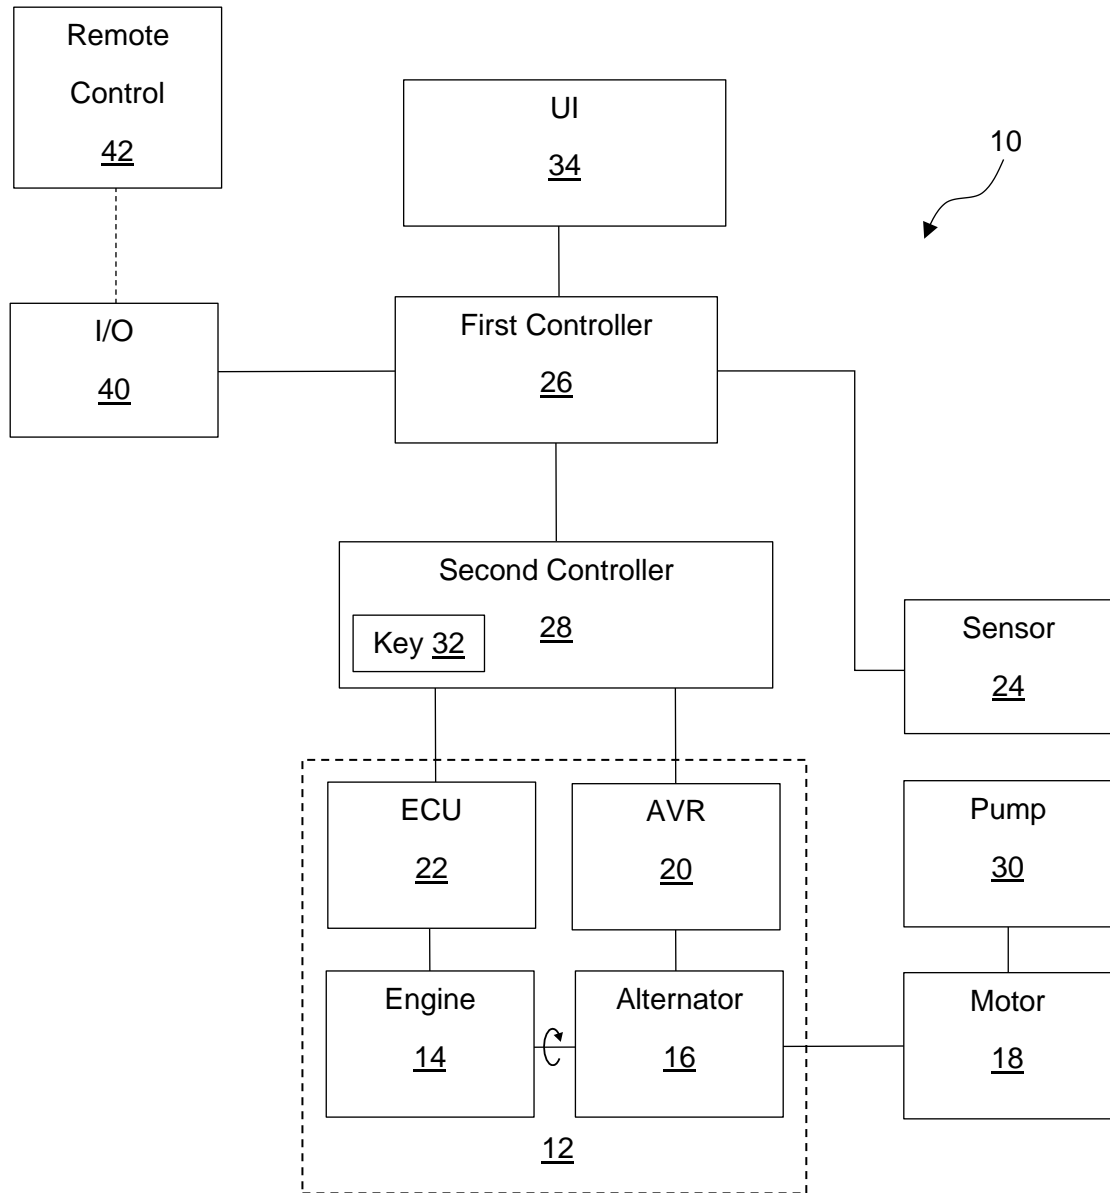 Remote
Control
42
UI
34
10
I/O
40
First Controller
26
Second Controller
28
Key 32
Sensor
24
ECU
22
AVR
20
Pump
30
Engine
14
Alternator
16
Motor
18
12